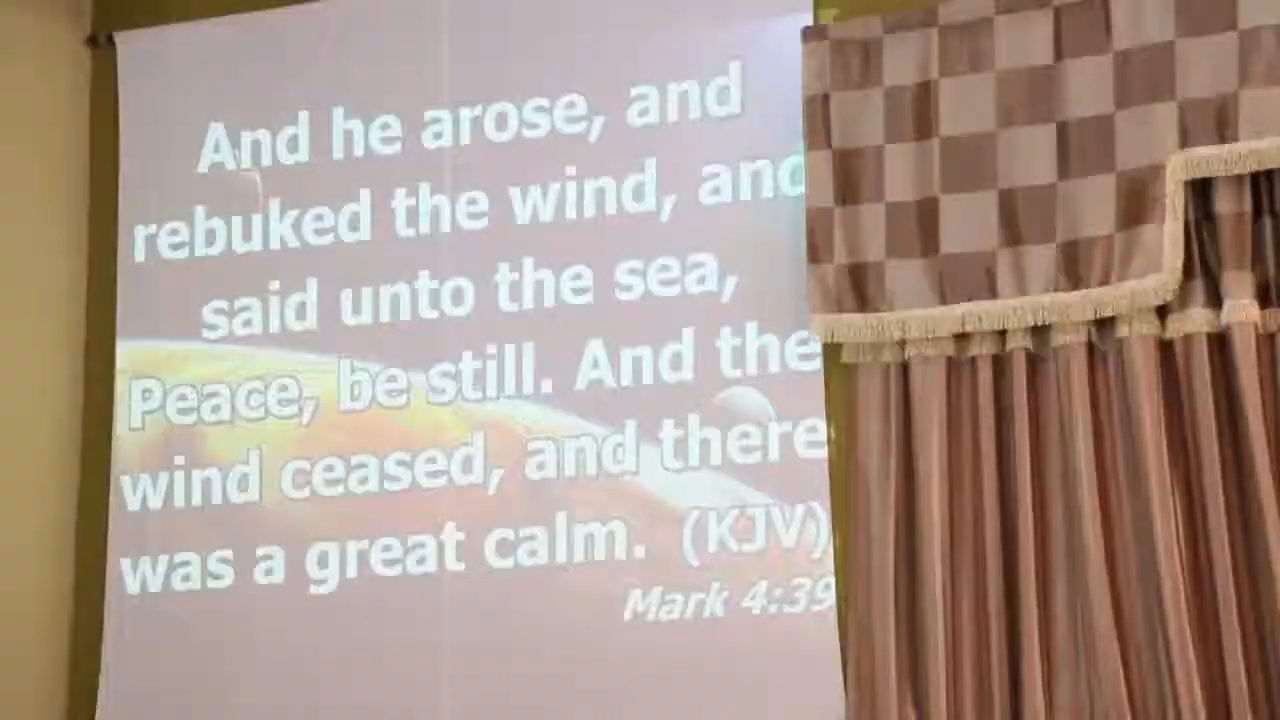 And he arose, and
rebuked the wind, and
said unto the sea,
Peace, be still. And the
wind ceased, and there
was a great calm. (KJV)
Mark 4:39